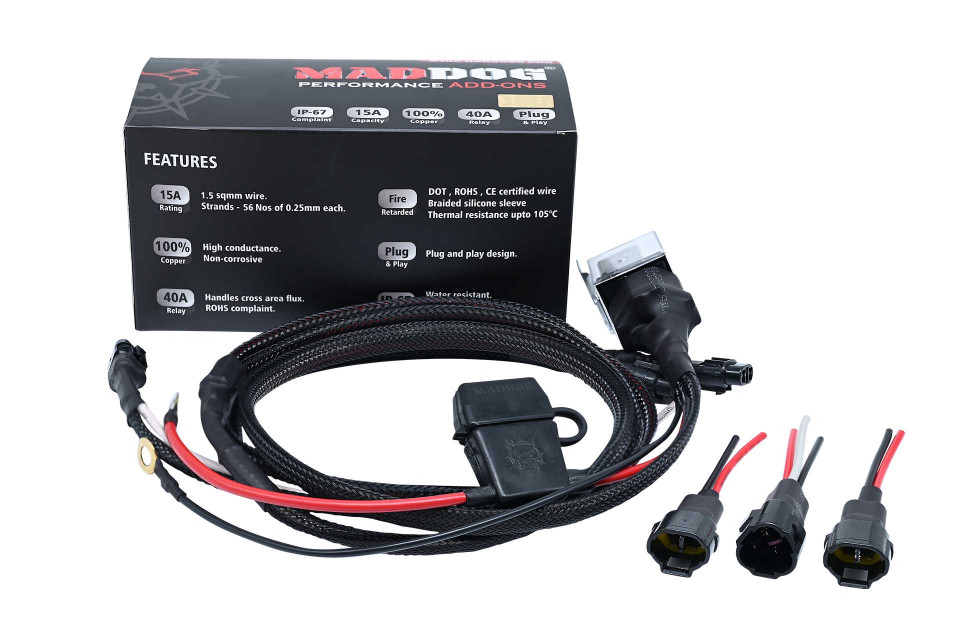 MADDOG®
PERFORMANCE ADD-ONS
IP-67 Complaint
15A Capacity
100% Copper
40A Relay
Plug & Play
FEATURES
15A Rating
1.5 sqmm wire.
Strands - 56 Nos of 0.25mm each.
100% Copper
High conductance.
Non-corrosive
40A Relay
Handles cross area flux.
ROHS complaint.
Fire Retarded
DOT , ROHS , CE certified wire
Braided silicone sleeve
Thermal resistance upto 105°C
Plug & Play
Plug and play design.
Water resistant.
MADDOG